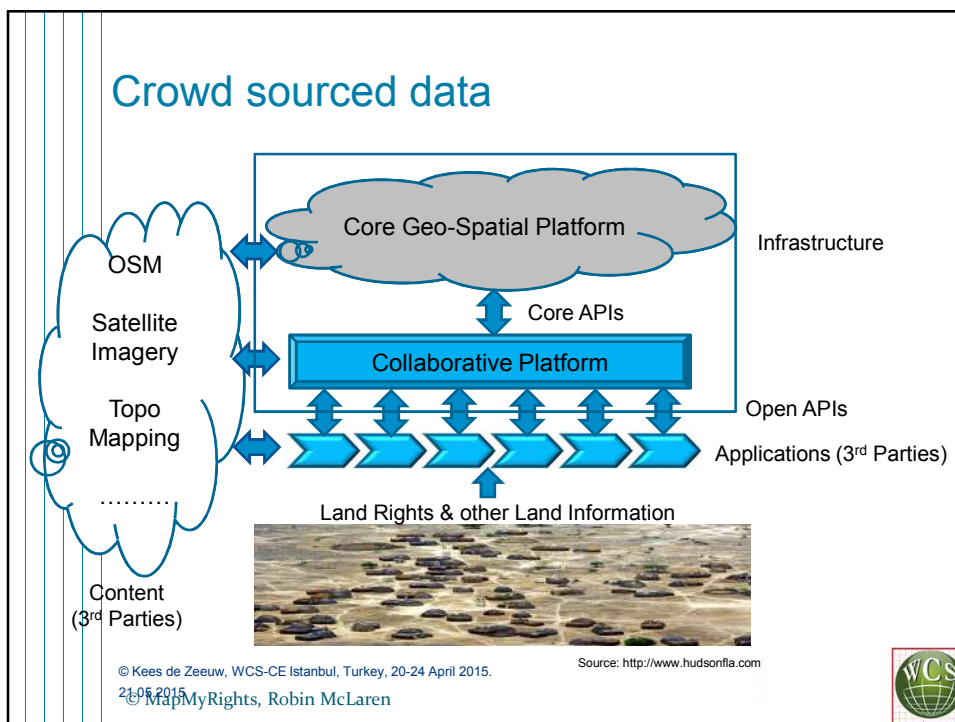 Crowd sourced data
Core Geo-Spatial Platform
Infrastructure
OSM
Core APIs
Satellite
Imagery
Collaborative Platform
Topo
Mapping
Open APIs
Applications (3rd Parties)
………
Land Rights & other Land Information
Content
(3rd Parties)
Source: http://www.hudsonfla.com
© Kees de Zeeuw, WCS-CE Istanbul, Turkey, 20-24 April 2015.
21.05.2015
© MapMyRights, Robin McLaren
WCS